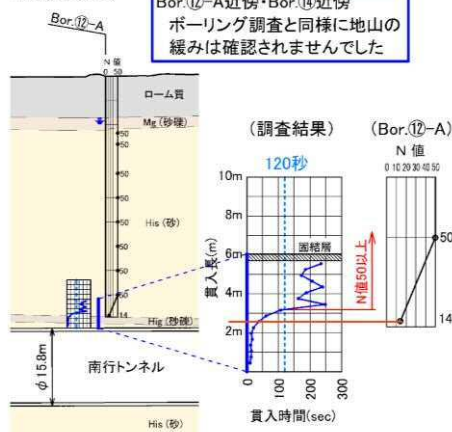 Bor.⑫-A近傍・Bor.⑭近傍
ボーリング調査と同様に地山の
緩みは確認されませんでした
Bor.⑫-A
N 値
0 50
ローム質
Mg(砂礫)
50
50
50
50
50
50
50
14
His(砂)
Hig(砂礫)
南行トンネル
φ15.8m
His(砂)
(調査結果)
120秒
10m
8m
6m
4m
2m
0
貫入長(m)
固結層
N値50以上
0
100
200
300
貫入時間(sec)
(Bor.⑫-A)
N 値
0 10 20 30 40 50
50
14